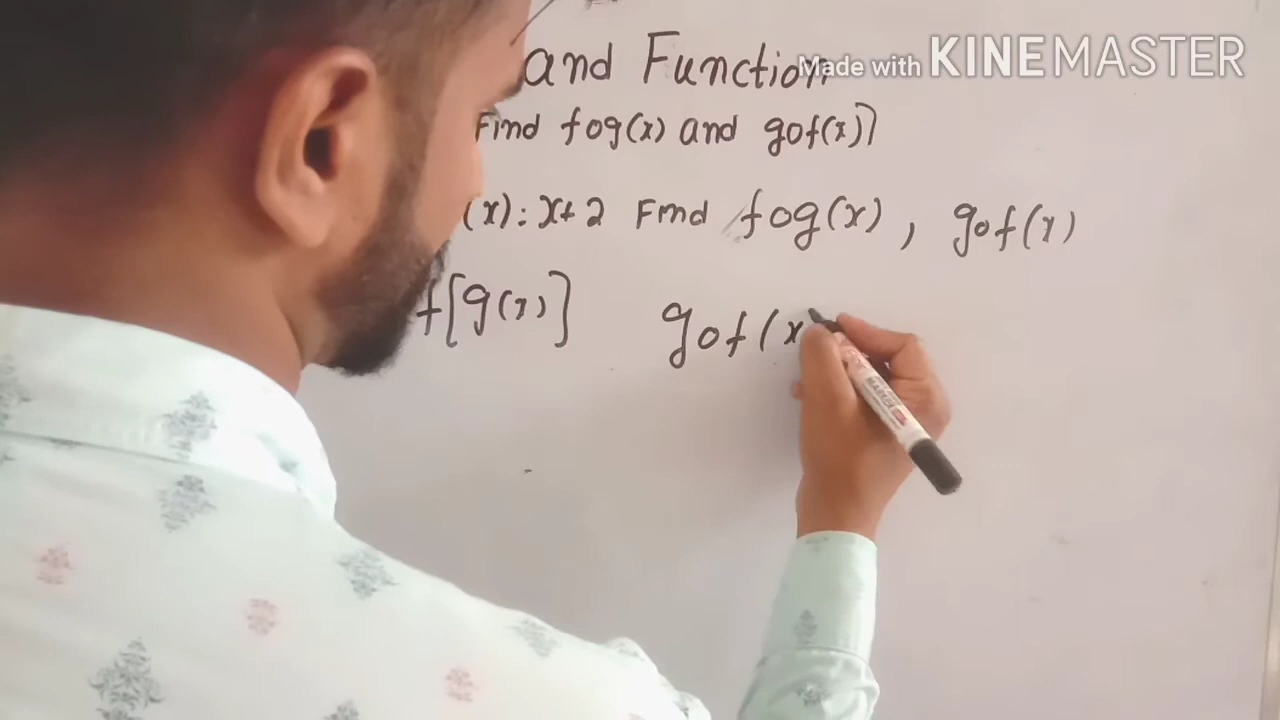 and Function
Made with KINEMASTER
Find fog(x) and gof(x)]
(x): x+2 Find fog(x), gof(x)
f[g(x)] gof(x